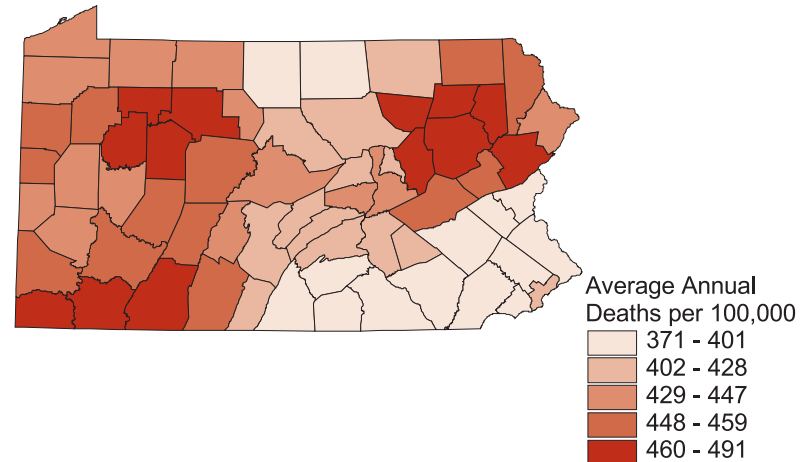 Average Annual
Deaths per 100,000
371 - 401
402 - 428
429 - 447
448 - 459
460 - 491